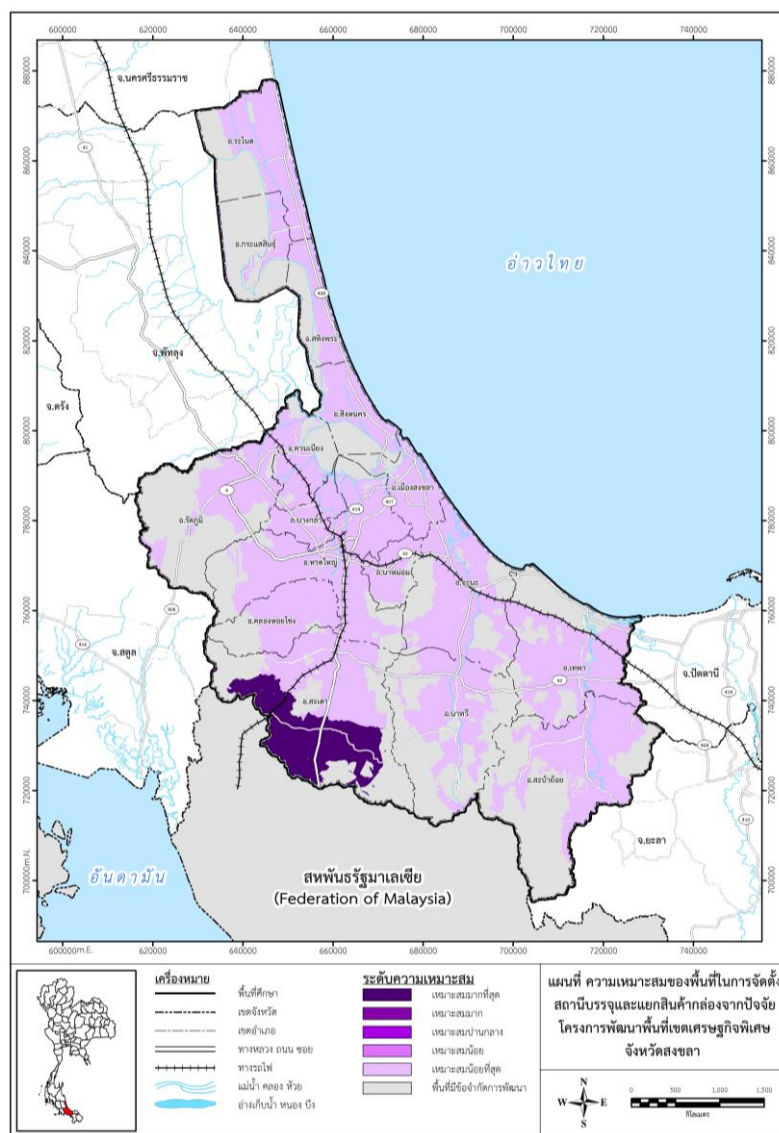 600000 620000 640000 660000 680000 700000 720000 740000
880000
860000
840000
820000
800000
780000
760000
740000
720000
700000m.N.
880000
860000
840000
820000
800000
780000
760000
740000
720000
700000
จ.นครศรีธรรมราช
41
อ.ระโนด
อ.กระแสสินธุ์
อ่าวไทย
408
อ.สทิงพระ
จ.พัทลุง
จ.ตรัง
อ.สิงหนคร
อ.ควนเนียง
อ.เมืองสงขลา
4
407
414
อ.รัตภูมิ
อ.บางกล่ำ
43
อ.หาดใหญ่
อ.นาหม่อม
อ.จะนะ
406
อ.คลองหอยโข่ง
416
จ.สตูล
อ.เทพา
จ.ปัตตานี
42
418
อ.สะเดา
อ.นาทวี
409
อ.สะบ้าย้อย
410
จ.ยะลา
อันดามัน
สหพันธรัฐมาเลเซีย
(Federation of Malaysia)
600000m.E. 620000 640000 660000 680000 700000 720000 740000
เครื่องหมาย
พื้นที่ศึกษา
เขตจังหวัด
เขตอำเภอ
ทางหลวง ถนน ซอย
ทางรถไฟ
แม่น้ำ คลอง ห้วย
อ่างเก็บน้ำ หนอง บึง
ระดับความเหมาะสม
เหมาะสมมากที่สุด
เหมาะสมมาก
เหมาะสมปานกลาง
เหมาะสมน้อย
เหมาะสมน้อยที่สุด
พื้นที่มีข้อจำกัดการพัฒนา
แผนที่ ความเหมาะสมของพื้นที่ในการจัดตั้ง
สถานีบรรจุและแยกสินค้ากล่องจากปัจจัย
โครงการพัฒนาพื้นที่เขตเศรษฐกิจพิเศษ
จังหวัดสงขลา
N
W E
S
0 500 1,000 1,500
กิโลเมตร